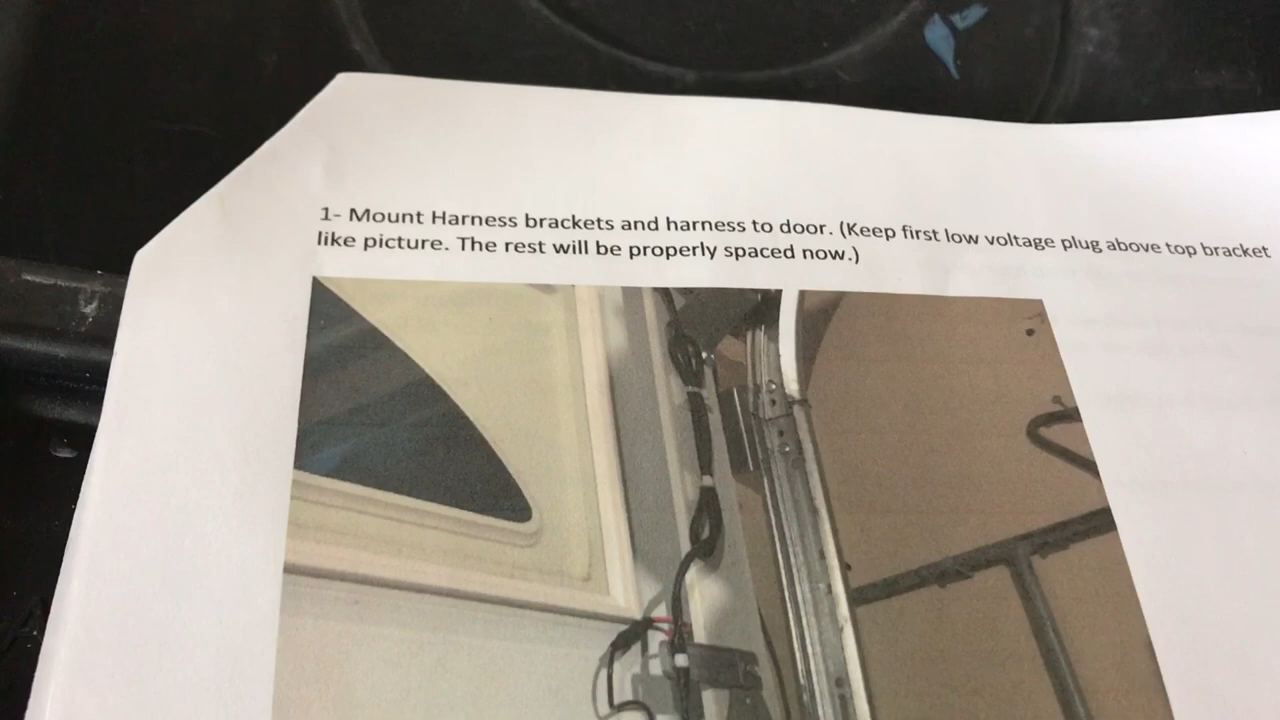 1- Mount Harness brackets and harness to door. (Keep first low voltage plug above top bracket
like picture. The rest will be properly spaced now.)